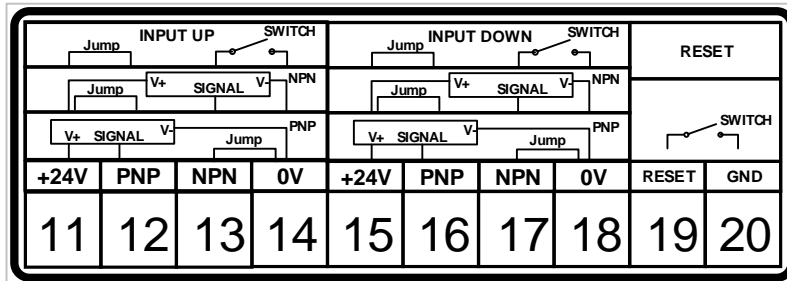 INPUT UP SWITCH INPUT DOWN SWITCH
Jump Jump RESET
V+ SIGNAL V- NPN V+ SIGNAL V- NPN
Jump Jump
V+ SIGNAL V- PNP V+ SIGNAL V- PNP SWITCH
Jump Jump
+24V PNP NPN 0V +24V PNP NPN 0V RESET GND
11 12 13 14 15 16 17 18 19 20